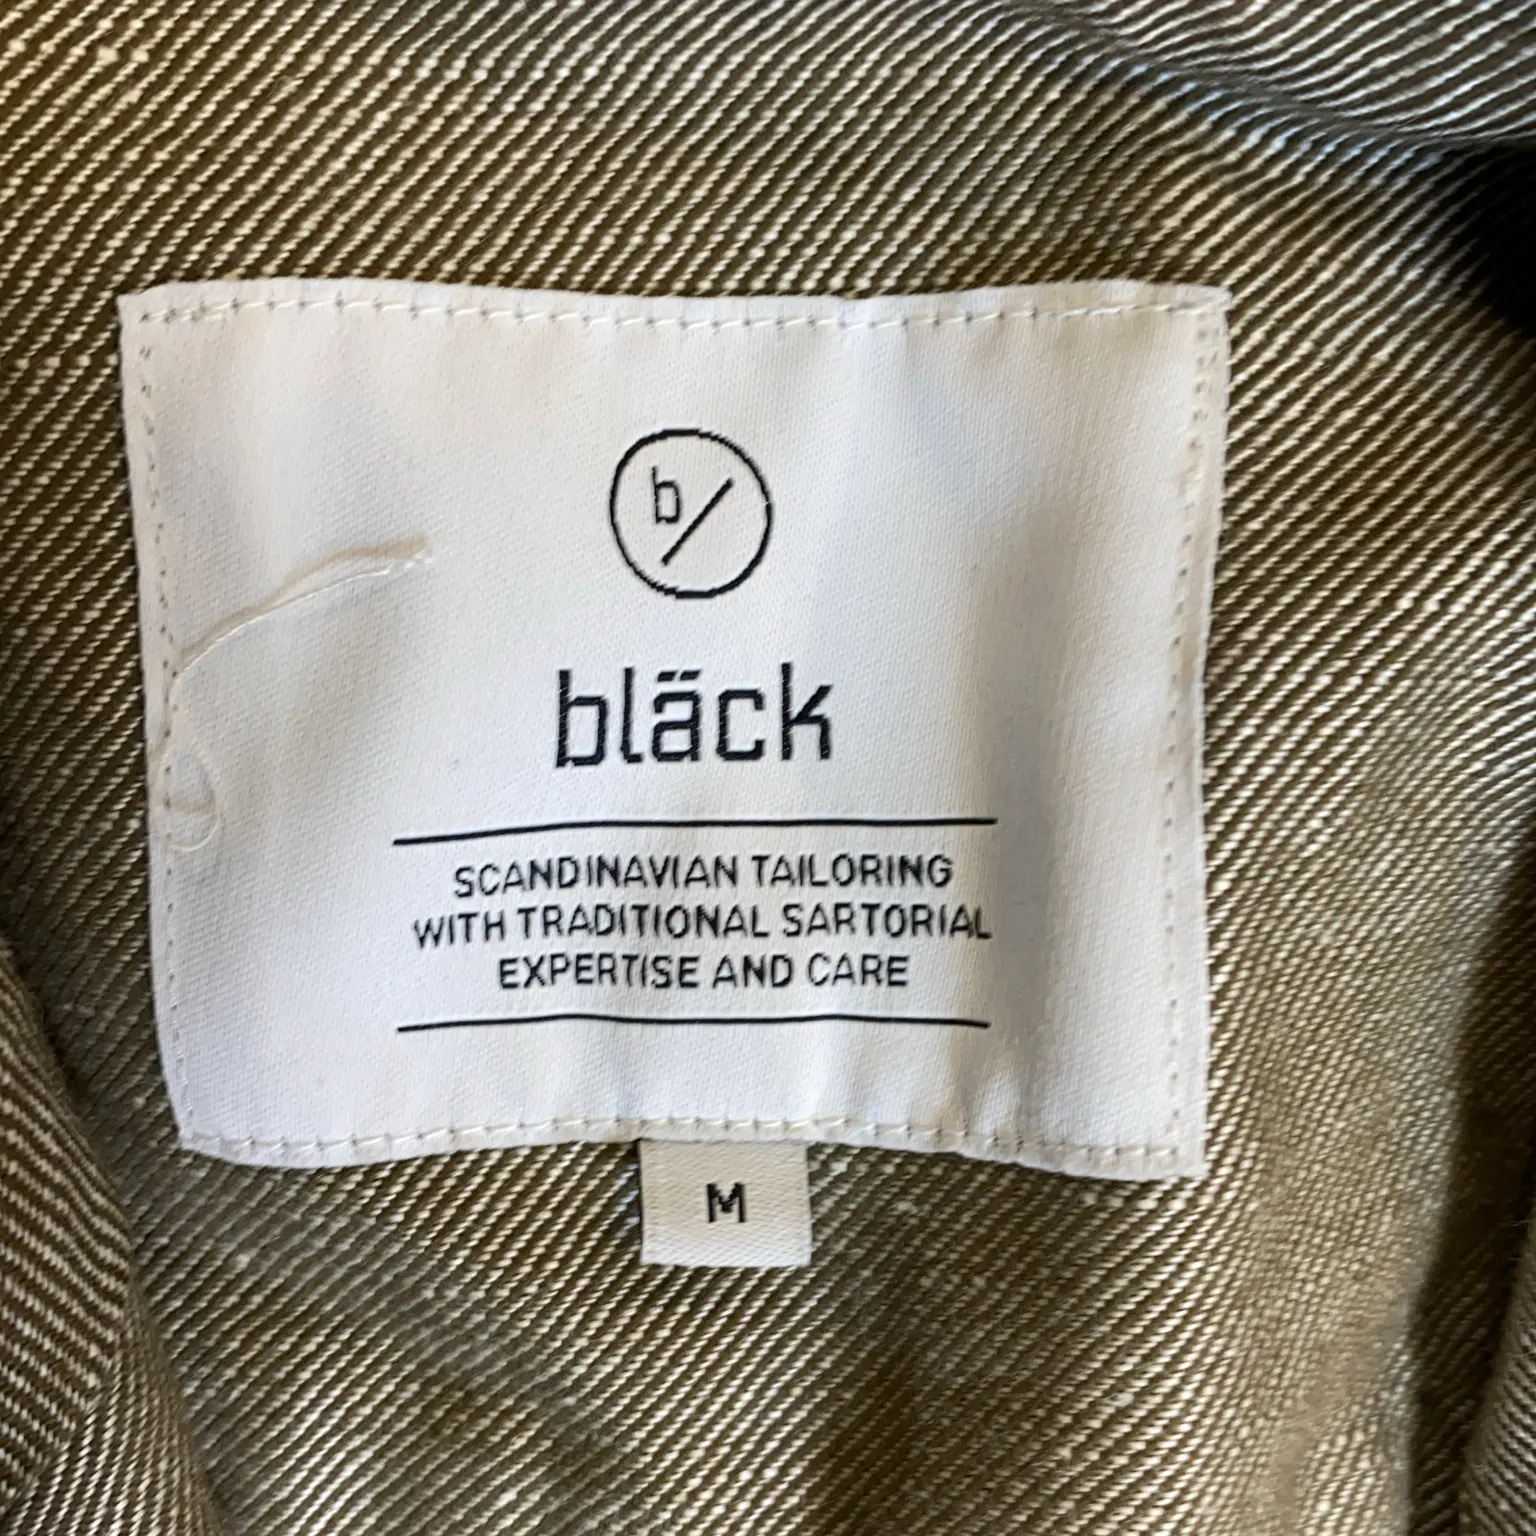 b/
bläck
SCANDINAVIAN TAILORING
WITH TRADITIONAL SARTORIAL
EXPERTISE AND CARE
M